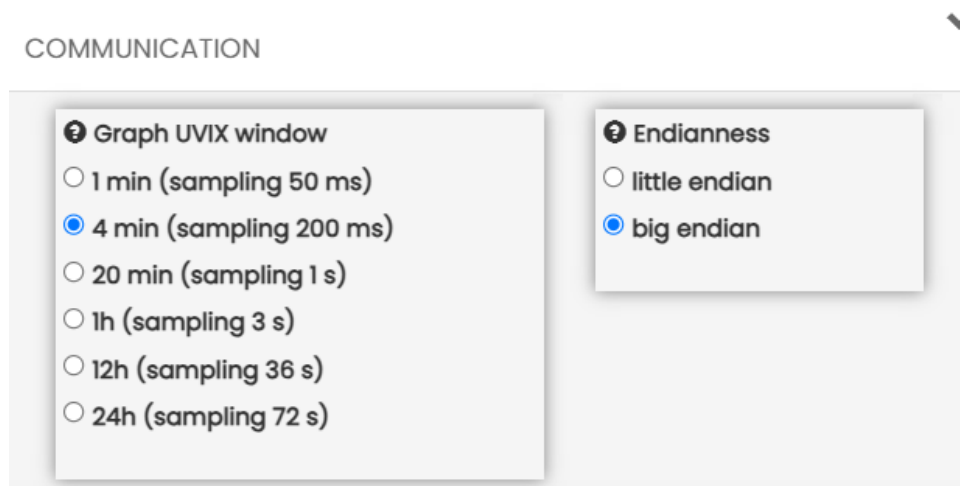 COMMUNICATION
Graph UVIX window
1 min (sampling 50 ms)
4 min (sampling 200 ms)
20 min (sampling 1 s)
1h (sampling 3 s)
12h (sampling 36 s)
24h (sampling 72 s)
Endianness
little endian
big endian